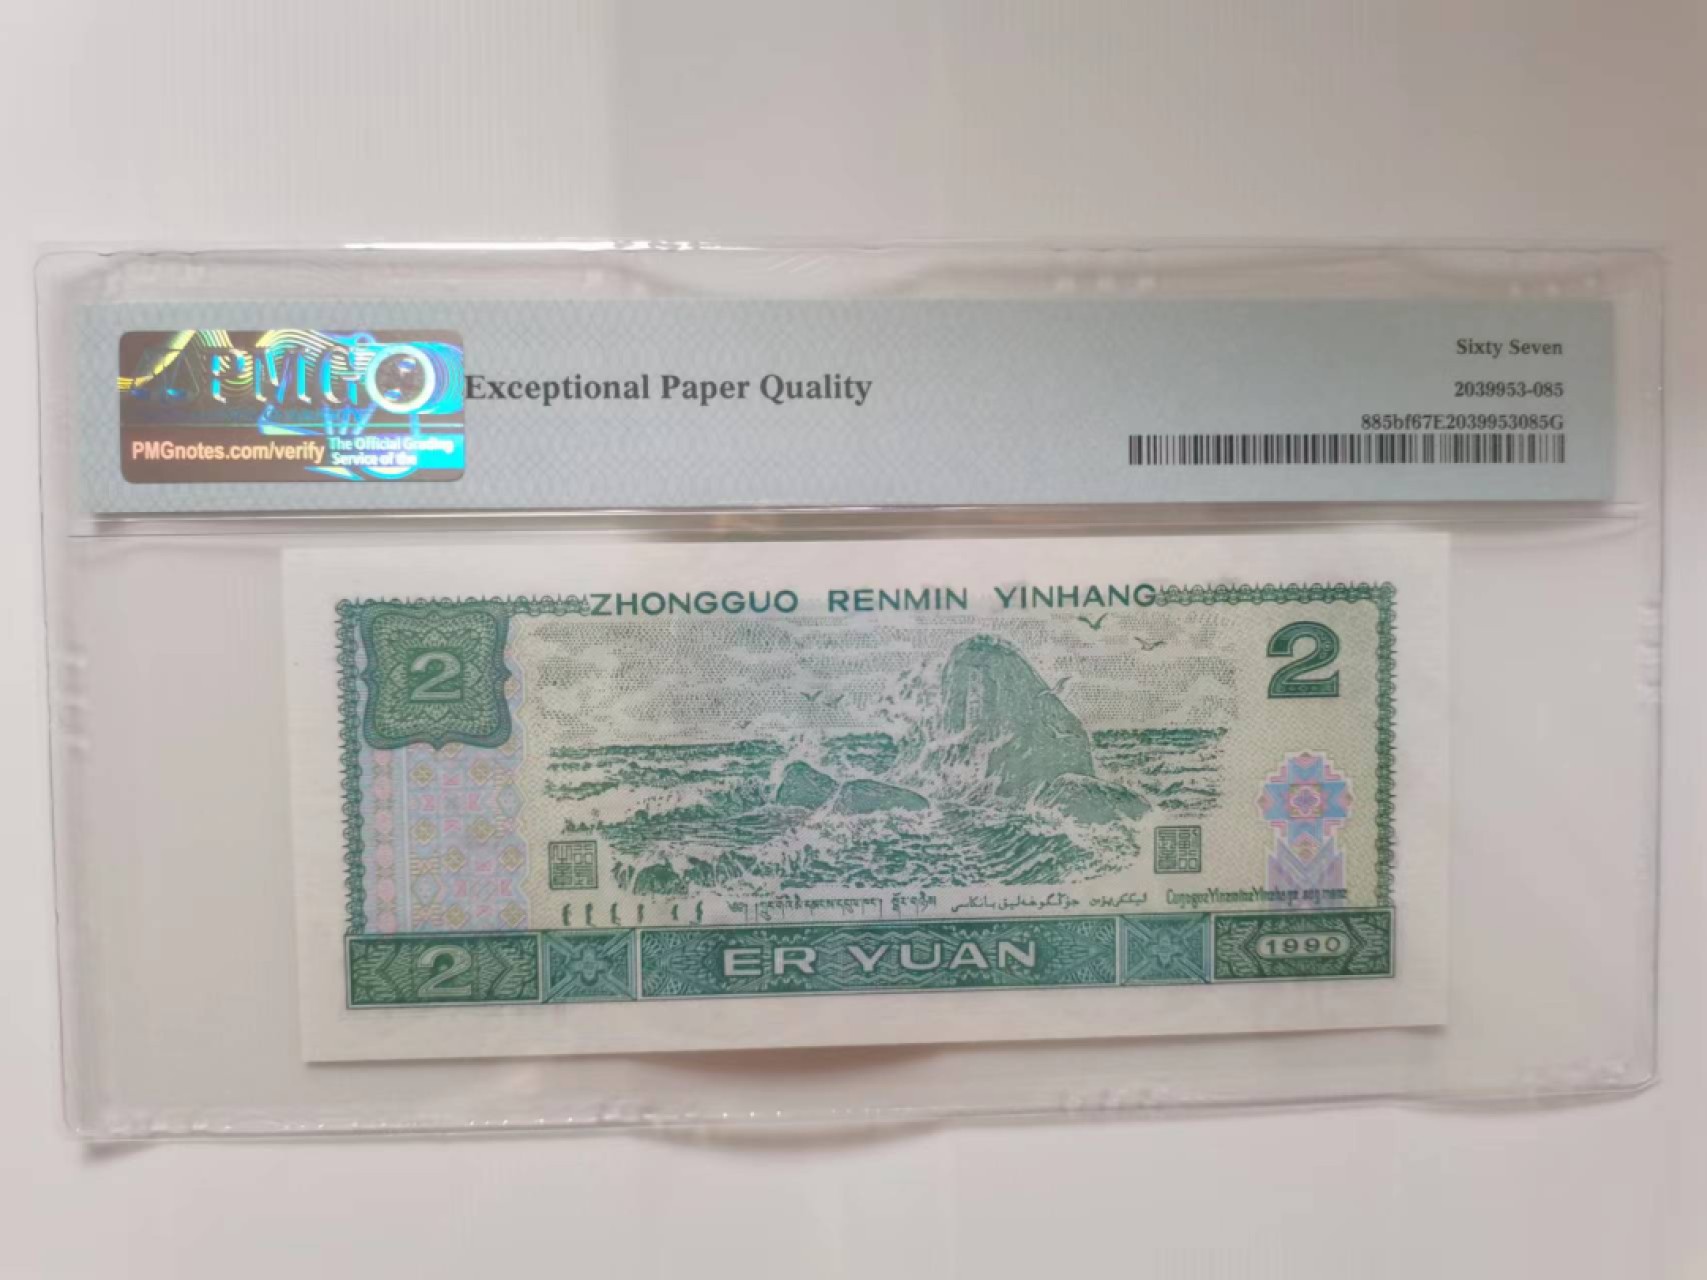 PMG
PMGnotes.com/verify
The Official Grading
Service of the
Exceptional Paper Quality
Sixty Seven
2039953-085
885bf67E2039953085G
ZHONGGUO RENMIN YINHANG
2
2
2
ER YUAN
1990